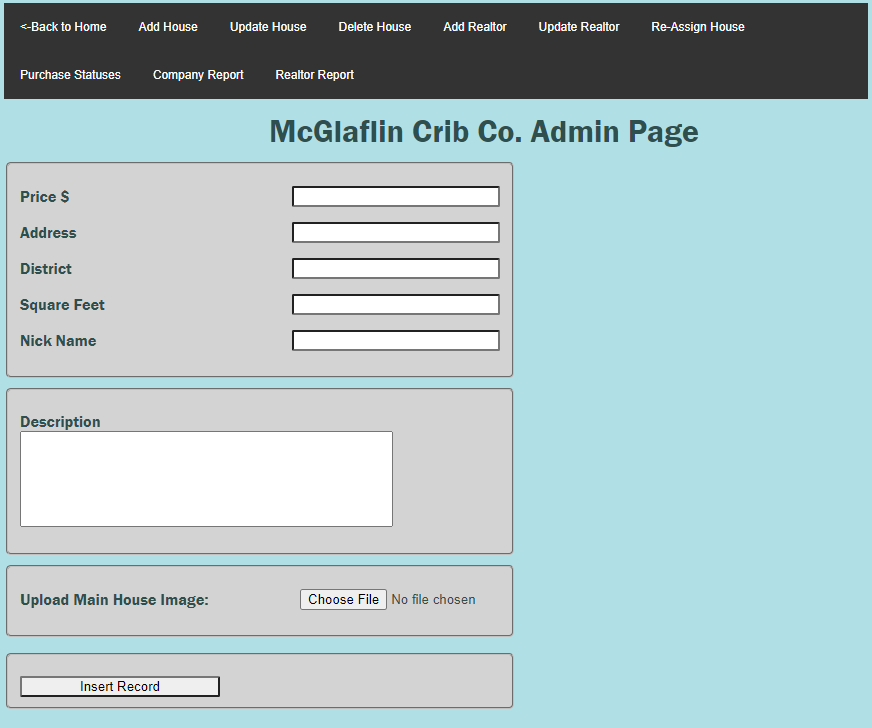 <-Back to Home Add House Update House Delete House Add Realtor Update Realtor Re-Assign House
Purchase Statuses Company Report Realtor Report
McGlaflin Crib Co. Admin Page
Price $
Address
District
Square Feet
Nick Name
Description
Upload Main House Image: Choose File No file chosen
Insert Record